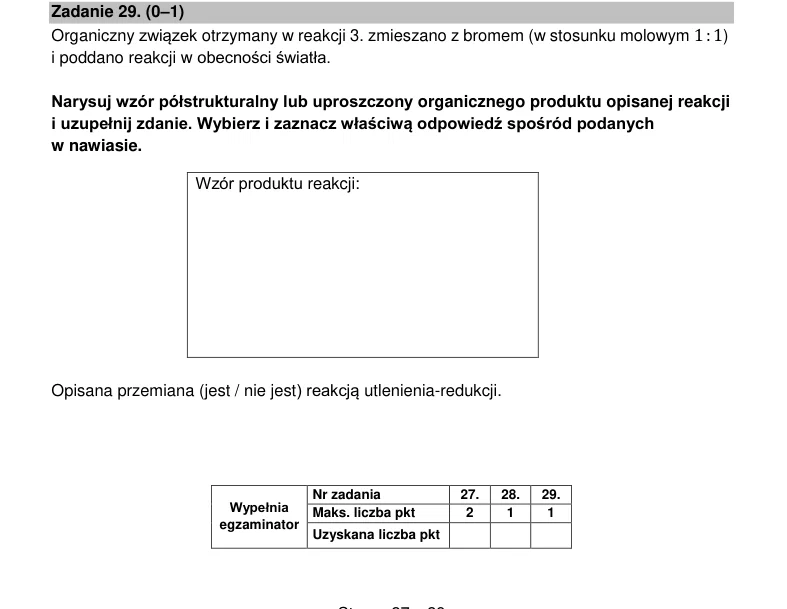 Zadanie 29. (0–1)
Organiczny związek otrzymany w reakcji 3. zmieszano z bromem (w stosunku molowym 1 : 1)
i poddano reakcji w obecności światła.
Narysuj wzór półstrukturalny lub uproszczony organicznego produktu opisanej reakcji
i uzupełnij zdanie. Wybierz i zaznacz właściwą odpowiedź spośród podanych
w nawiasie.
Wzór produktu reakcji:
Opisana przemiana (jest / nie jest) reakcją utlenienia-redukcji.
Wypełnia egzaminator
Nr zadania 27. 28. 29.
Maks. liczba pkt 2 1 1
Uzyskana liczba pkt